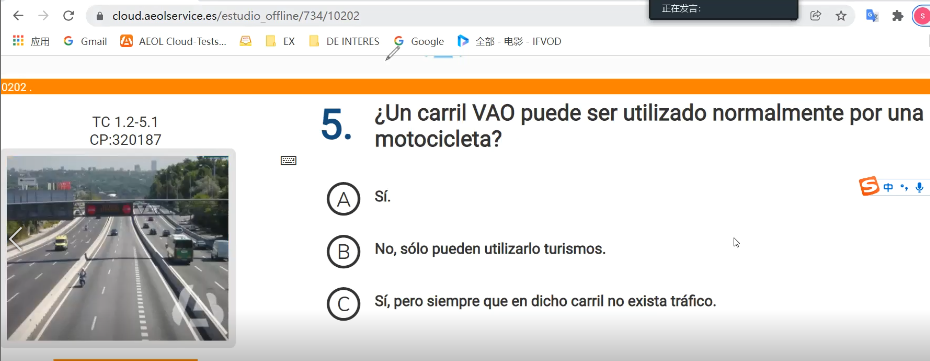 正在发言:
cloud.aeolservice.es/estudio_offline/734/10202
应用 Gmail AEOL Cloud-Tests... EX DE INTERES Google 全部 - 电影 - IFVOD
0202 .
TC 1.2-5.1
CP:320187
5. ¿Un carril VAO puede ser utilizado normalmente por una
motocicleta?
A Sí.
中
B No, sólo pueden utilizarlo turismos.
C Sí, pero siempre que en dicho carril no exista tráfico.